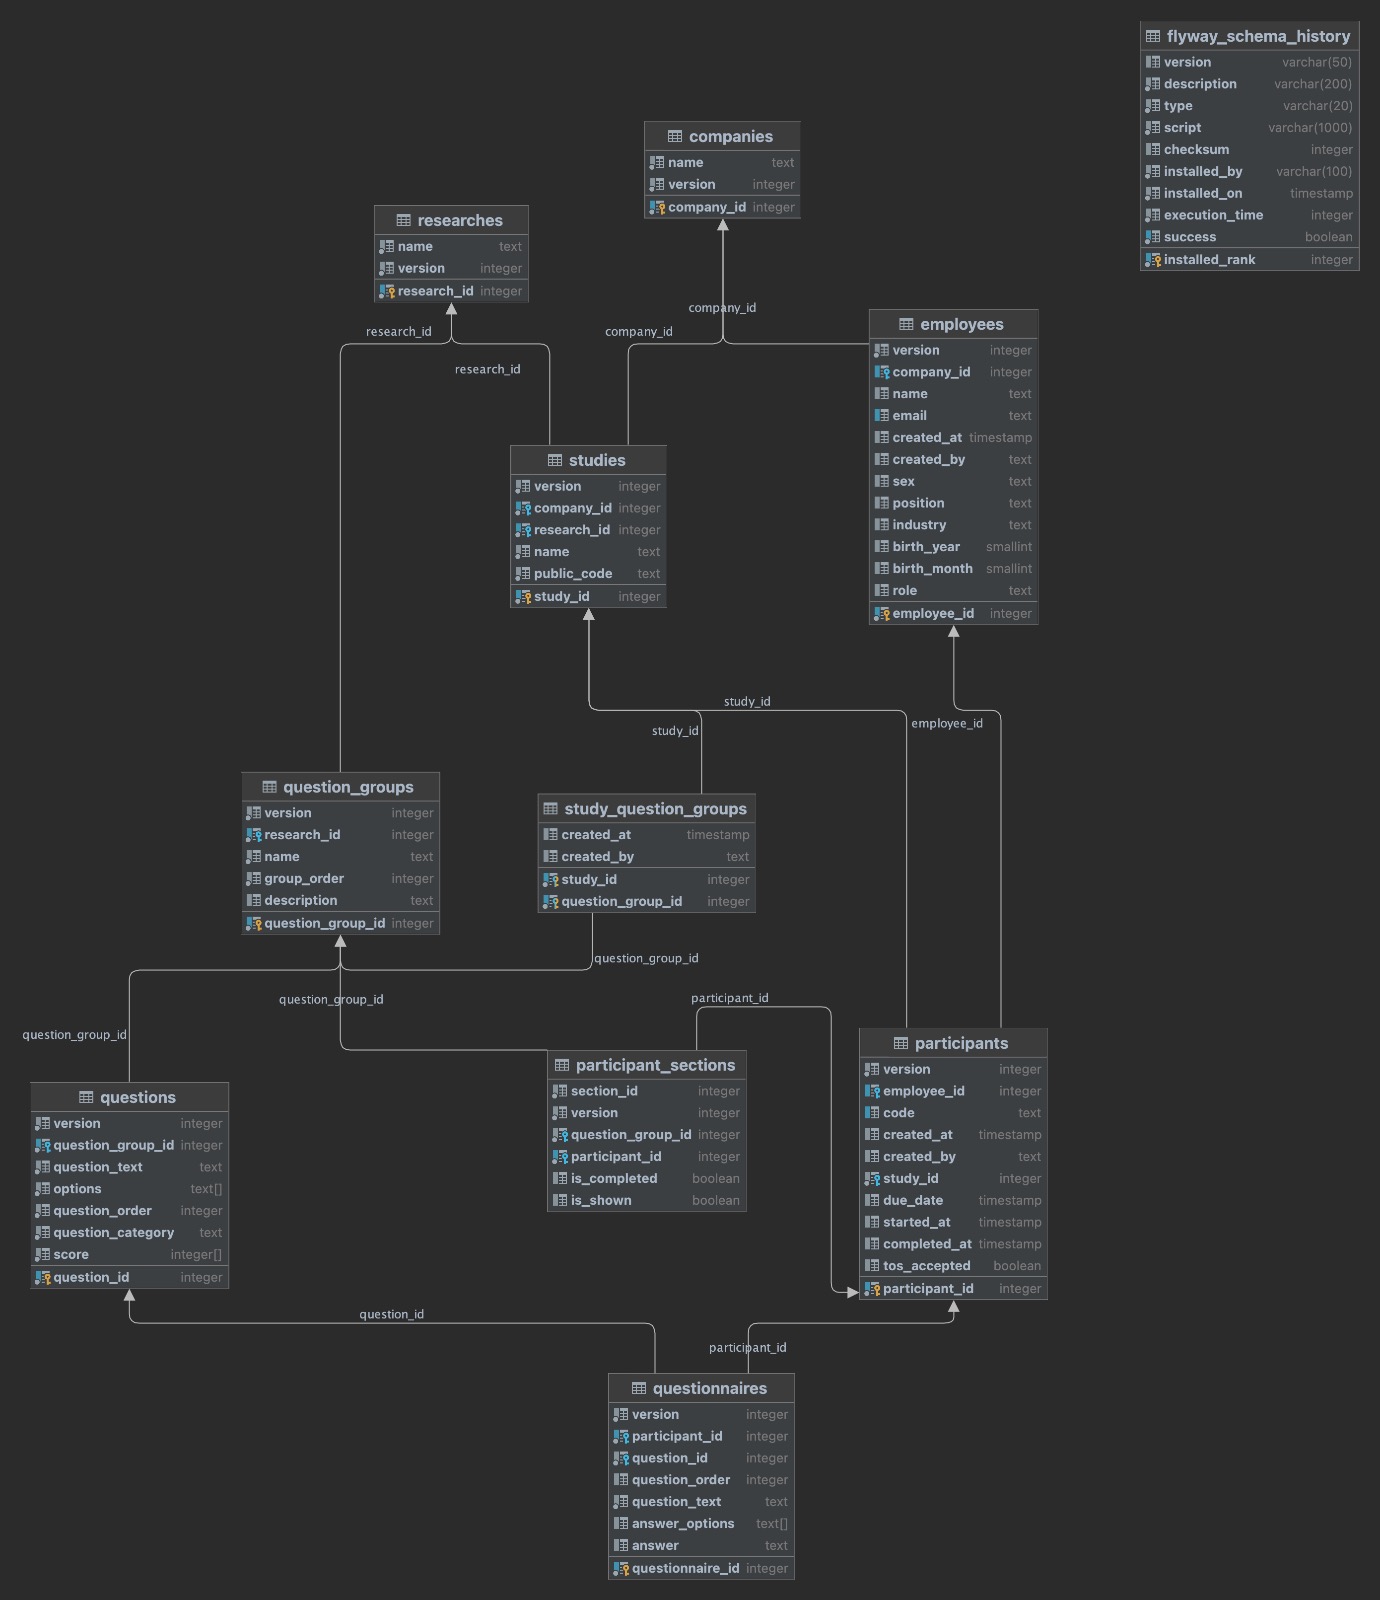 flyway_schema_history
version varchar(50)
description varchar(200)
type varchar(20)
script varchar(1000)
checksum integer
installed_by varchar(100)
installed_on timestamp
execution_time integer
success boolean
installed_rank integer
companies
name text
version integer
company_id integer
researches
name text
version integer
research_id integer
company_id
research_id
company_id
research_id
employees
version integer
company_id integer
name text
email text
created_at timestamp
created_by text
sex text
position text
industry text
birth_year smallint
birth_month smallint
role text
employee_id integer
studies
version integer
company_id integer
research_id integer
name text
public_code text
study_id integer
study_id
study_id
employee_id
question_groups
version integer
research_id integer
name text
group_order integer
description text
question_group_id integer
study_question_groups
created_at timestamp
created_by text
study_id integer
question_group_id integer
question_group_id
question_group_id
participant_id
question_group_id
participant_sections
section_id integer
version integer
question_group_id integer
participant_id integer
is_completed boolean
is_shown boolean
participants
version integer
employee_id integer
code text
created_at timestamp
created_by text
study_id integer
due_date timestamp
started_at timestamp
completed_at timestamp
tos_accepted boolean
participant_id integer
questions
version integer
question_group_id integer
question_text text
options text[]
question_order integer
question_category text
score integer[]
question_id integer
question_id
participant_id
questionnaires
version integer
participant_id integer
question_id integer
question_order integer
question_text text
answer_options text[]
answer text
questionnaire_id integer